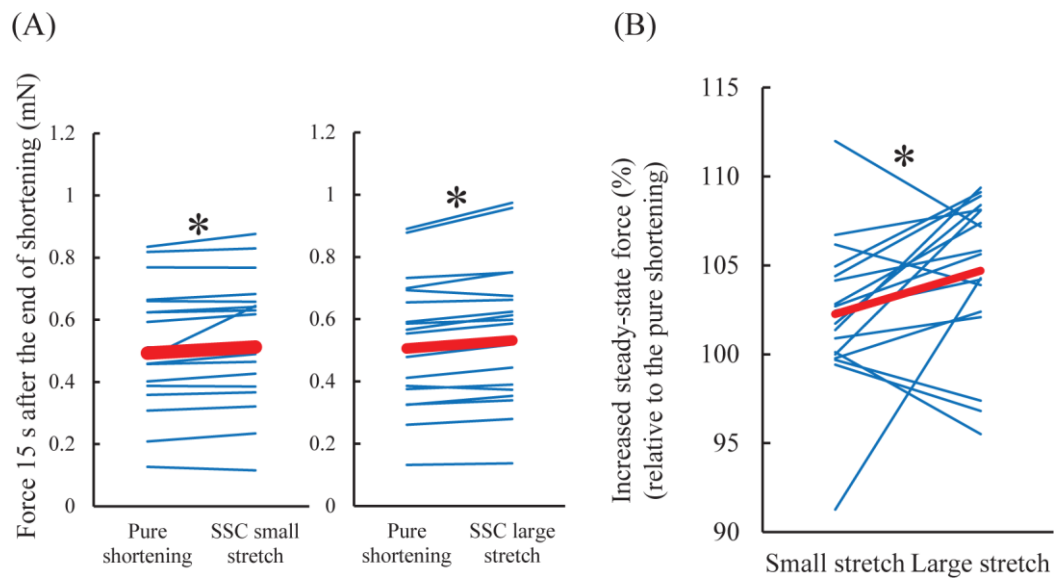 (A)
Force 15 s after the end of shortening (mN)
1.2
1
0.8
0.6
0.4
0.2
0
*
Pure
shortening
SSC small
stretch
1.2
1
0.8
0.6
0.4
0.2
0
*
Pure
shortening
SSC large
stretch
(B)
Increased steady-state force (%)
(relative to the pure shortening)
115
110
105
100
95
90
*
Small stretch Large stretch